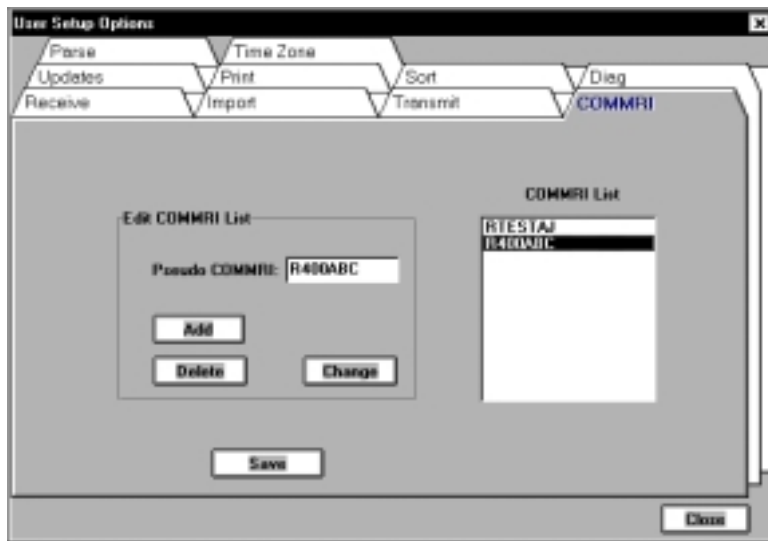 User Setup Options
Parse Time Zone
Updates Print Sort Diag
Receive Import Transmit COMMRI
COMMRI List
Edit COMMRI List
RTESTAJ
R400ABC
Pseudo COMMRI: R400ABC
Add
Delete Change
Save
Close